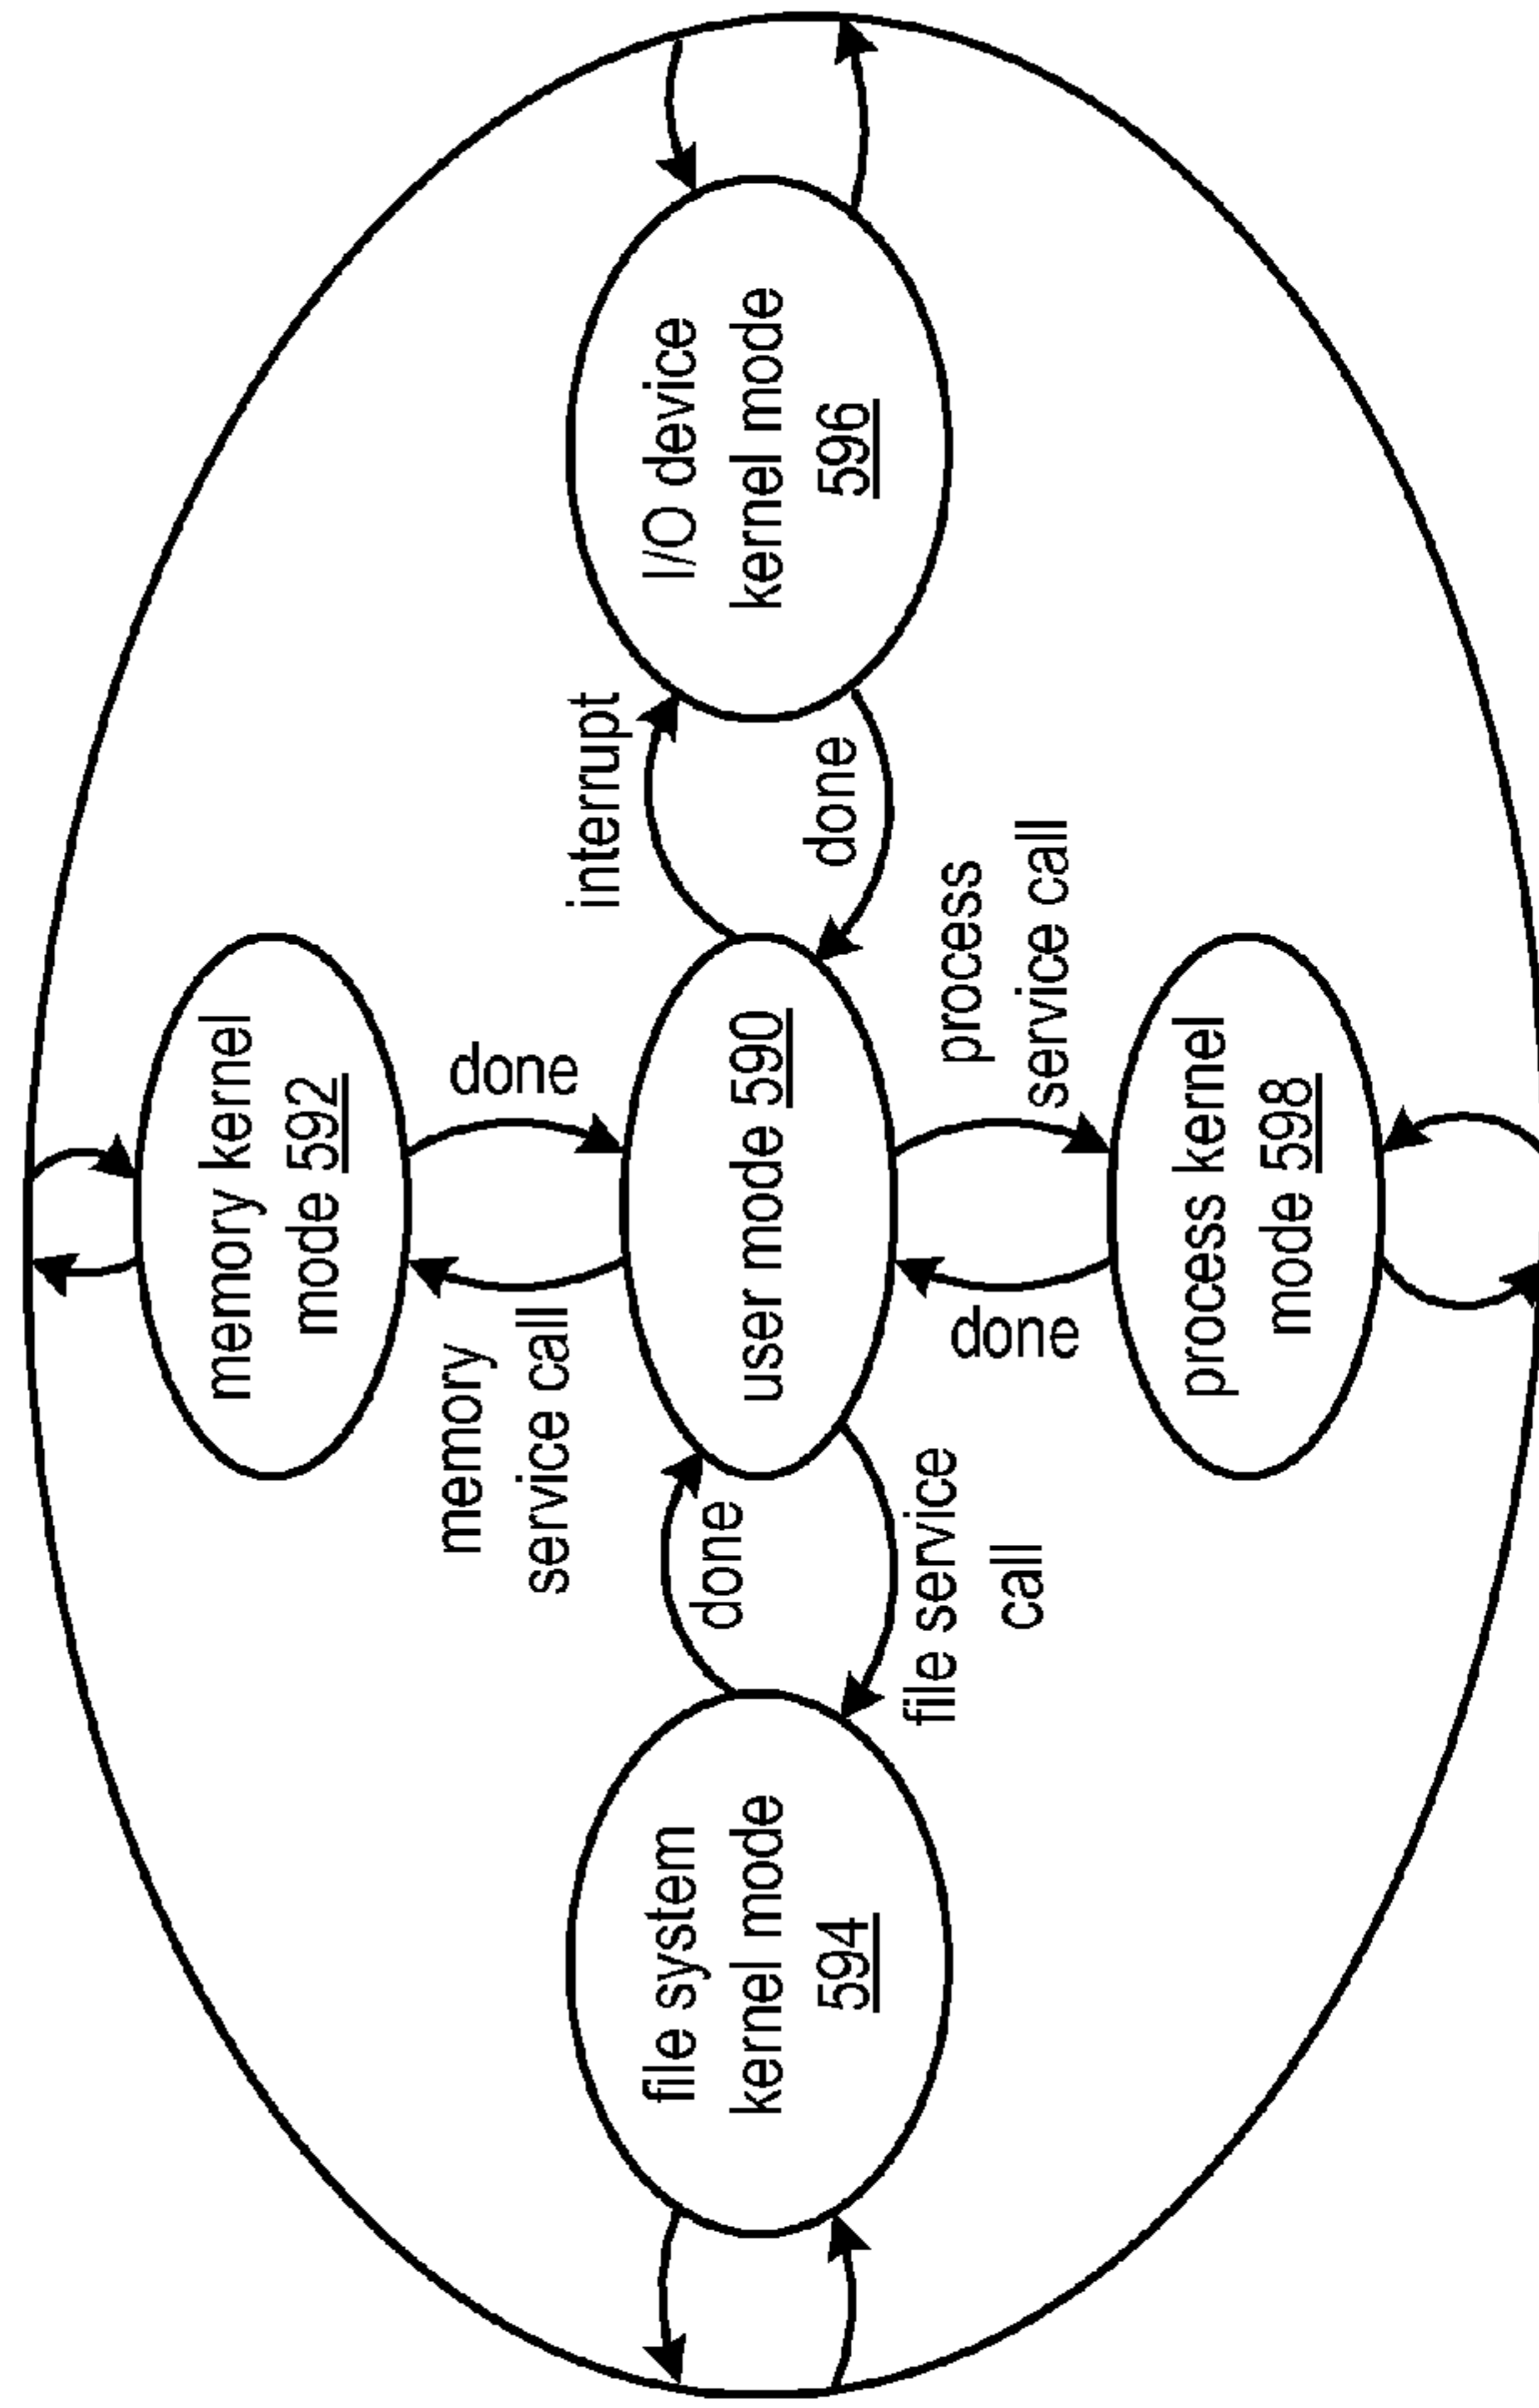 memory kernel
mode 592
memory
service call
done
file system
kernel mode
594
done
file service
call
user mode 590
interrupt
done
I/O device
kernel mode
596
done
process
service call
process kernel
mode 598